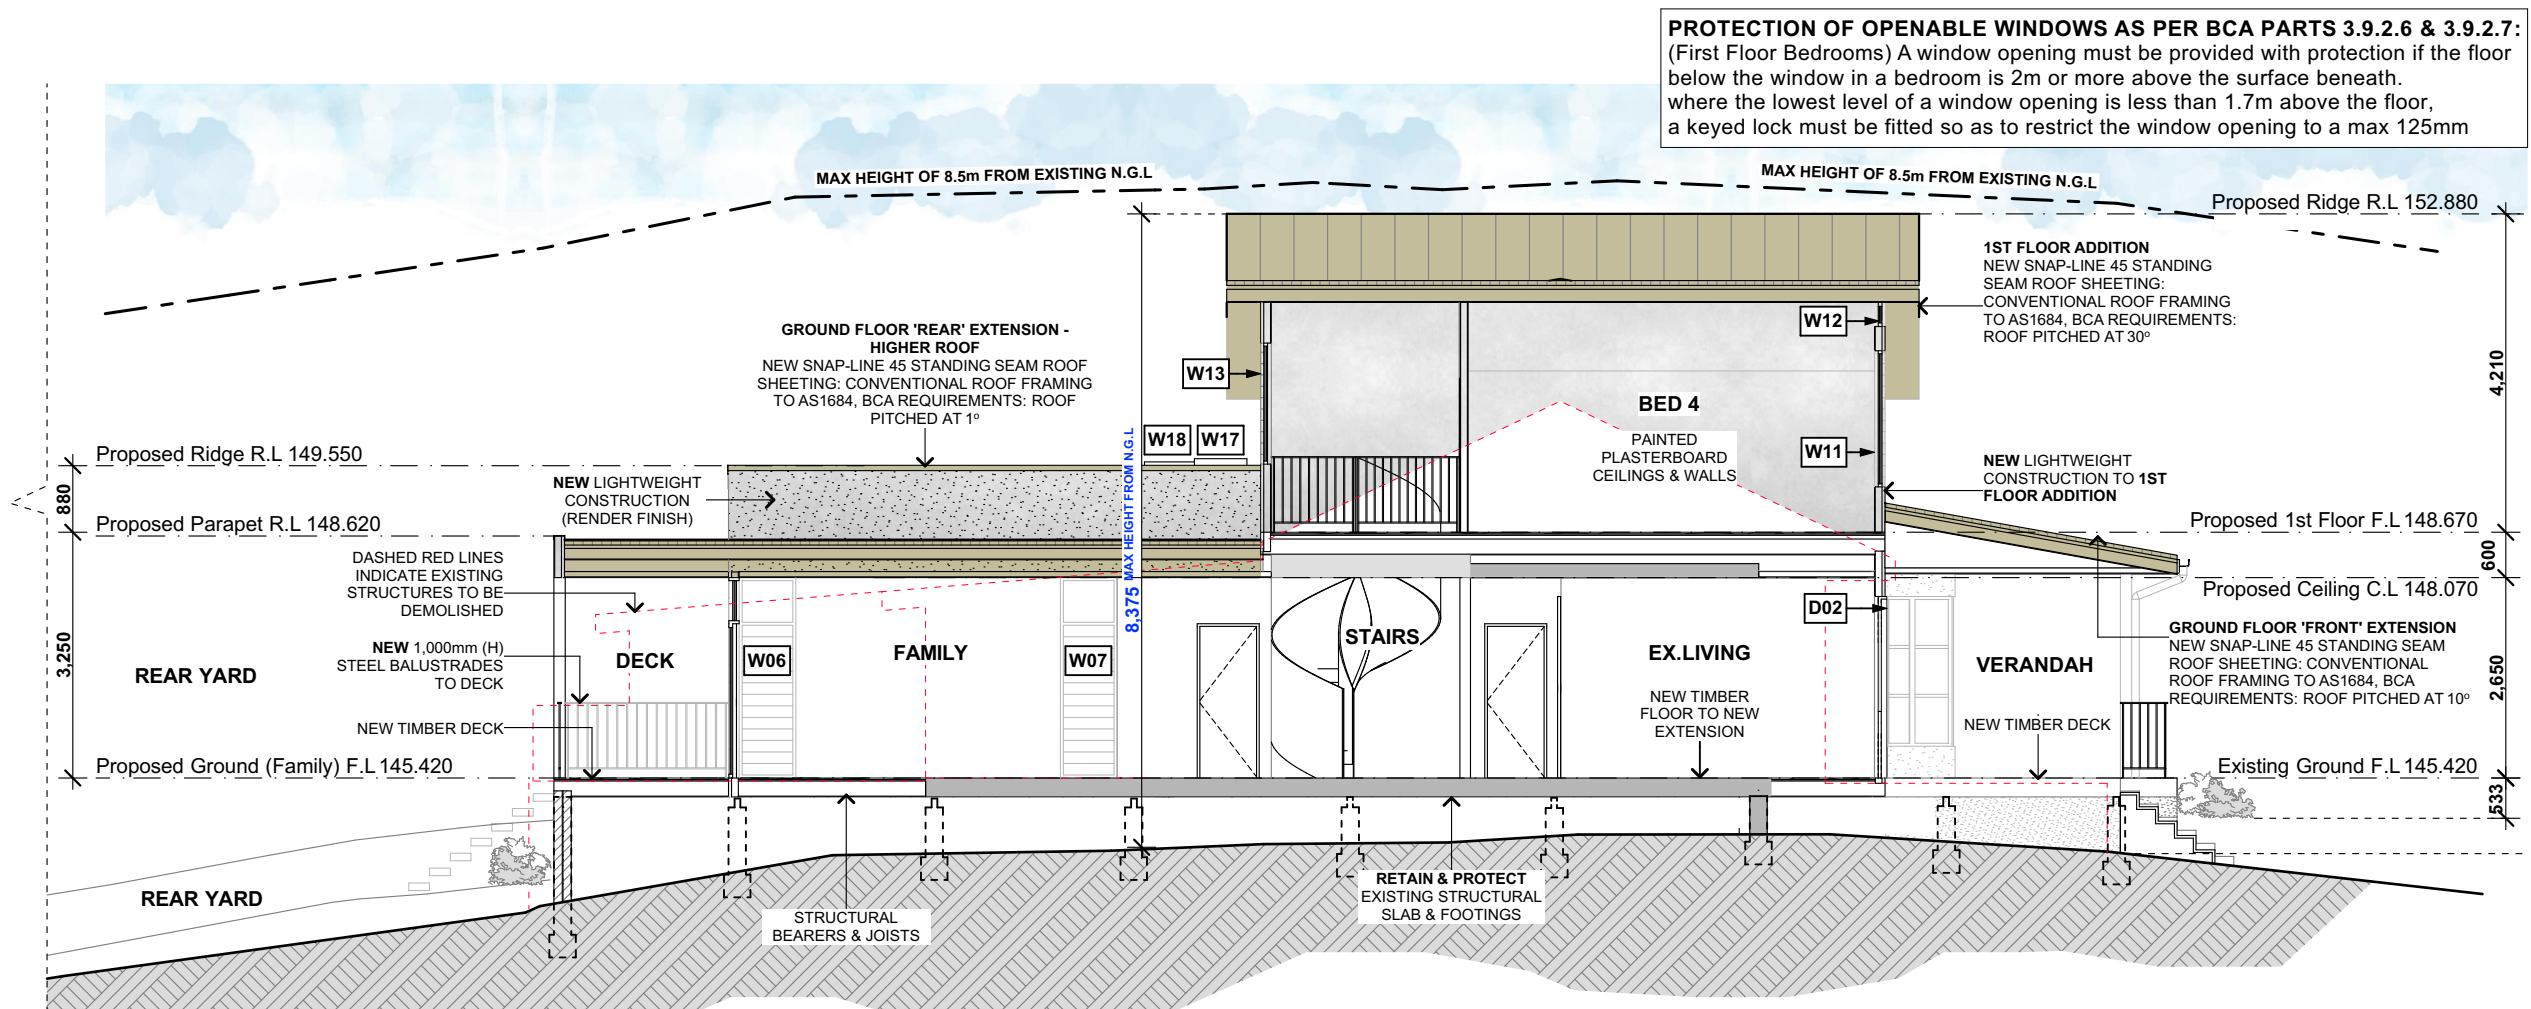 PROTECTION OF OPENABLE WINDOWS AS PER BCA PARTS 3.9.2.6 & 3.9.2.7:
(First Floor Bedrooms) A window opening must be provided with protection if the floor
below the window in a bedroom is 2m or more above the surface beneath.
where the lowest level of a window opening is less than 1.7m above the floor,
a keyed lock must be fitted so as to restrict the window opening to a max 125mm
MAX HEIGHT OF 8.5m FROM EXISTING N.G.L
MAX HEIGHT OF 8.5m FROM EXISTING N.G.L
Proposed Ridge R.L 152.880
1ST FLOOR ADDITION
NEW SNAP-LINE 45 STANDING
SEAM ROOF SHEETING:
CONVENTIONAL ROOF FRAMING
TO AS1684, BCA REQUIREMENTS:
ROOF PITCHED AT 30º
4,210
GROUND FLOOR 'REAR' EXTENSION -
HIGHER ROOF
NEW SNAP-LINE 45 STANDING SEAM ROOF
SHEETING: CONVENTIONAL ROOF FRAMING
TO AS1684, BCA REQUIREMENTS: ROOF
PITCHED AT 1º
W12
W13
BED 4
PAINTED
PLASTERBOARD
CEILINGS & WALLS
W18
W17
W11
8,375 MAX HEIGHT FROM N.G.L
Proposed Ridge R.L 149.550
880
NEW LIGHTWEIGHT
CONSTRUCTION
(RENDER FINISH)
NEW LIGHTWEIGHT
CONSTRUCTION TO 1ST
FLOOR ADDITION
Proposed Parapet R.L 148.620
Proposed 1st Floor F.L 148.670
600
DASHED RED LINES
INDICATE EXISTING
STRUCTURES TO BE
DEMOLISHED
Proposed Ceiling C.L 148.070
D02
3,250
NEW 1,000mm (H)
STEEL BALUSTRADES
TO DECK
REAR YARD
DECK
W06
FAMILY
W07
STAIRS
EX.LIVING
VERANDAH
GROUND FLOOR 'FRONT' EXTENSION
NEW SNAP-LINE 45 STANDING SEAM
ROOF SHEETING: CONVENTIONAL
ROOF FRAMING TO AS1684, BCA
REQUIREMENTS: ROOF PITCHED AT 10º
2,650
NEW TIMBER
FLOOR TO NEW
EXTENSION
NEW TIMBER DECK
NEW TIMBER DECK
Proposed Ground (Family) F.L 145.420
Existing Ground F.L 145.420
533
REAR YARD
STRUCTURAL
BEARERS & JOISTS
RETAIN & PROTECT
EXISTING STRUCTURAL
SLAB & FOOTINGS